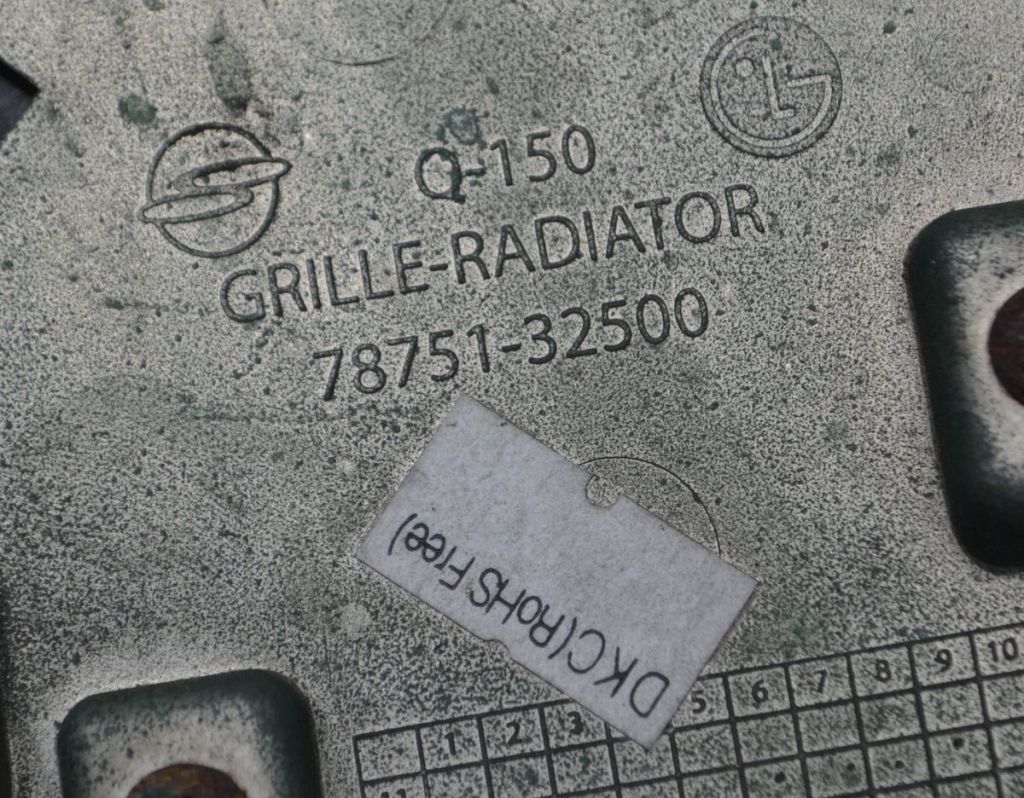 Q-150
GRILLE-RADIATOR
78751-32500
DKC(RoHS Free)
1 2 3 5 6 7 8 9 10